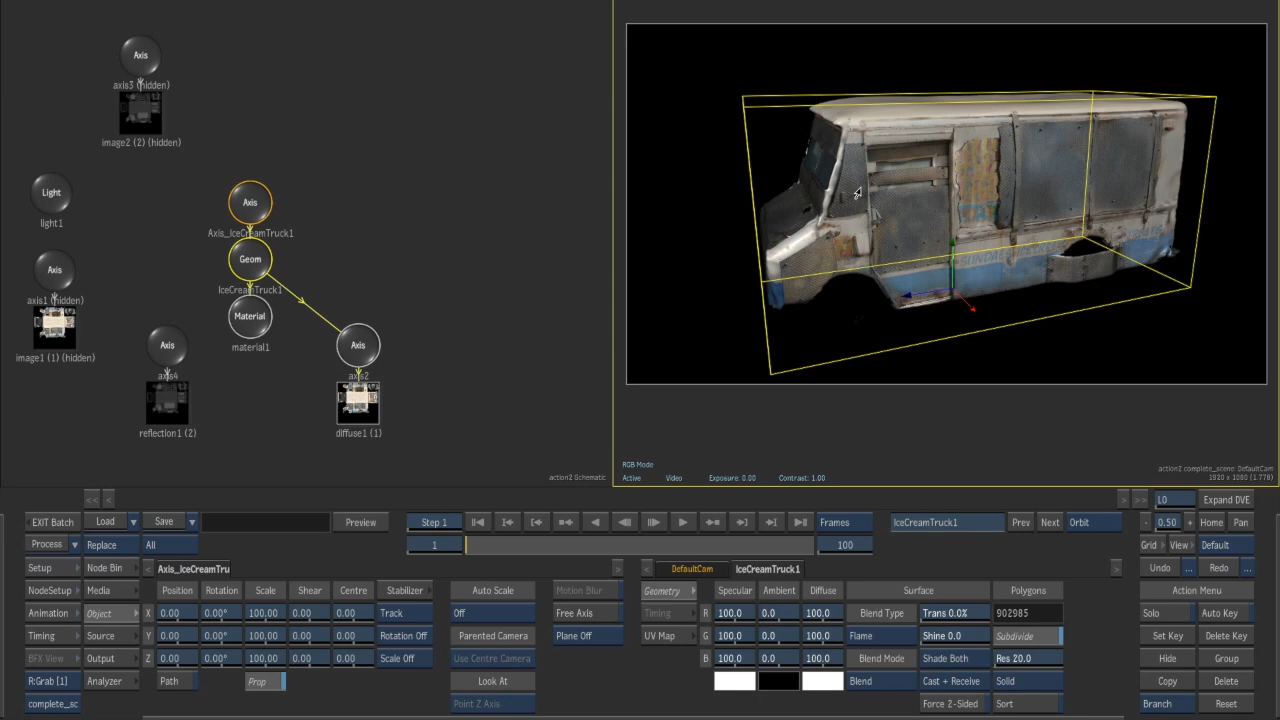 Axis
axis3 (hidden)
image2 (2) (hidden)
Light
light1
Axis
Axis_IceCreamTruck1
Geom
IceCreamTruck1
Axis
axis1 (hidden)
image1 (1) (hidden)
Material
material1
Axis
axis4
reflection1 (2)
Axis
axis2
diffuse1 (1)
action2 Schematic
RGB Mode
Active Video Exposure: 0.00 Contrast: 1.00
action2 complete_scene: DefaultCam
1920 x 1080 (1.778)
<< < > >> L0 Expand DVE
EXIT Batch Load Save Preview Step 1 Frames IceCreamTruck1 Prev Next Orbit - 0.50 + Home Pan
Process Replace All 1 100 Grid View Default
Setup Node Bin < Axis_IceCreamTru > < DefaultCam IceCreamTruck1 > Undo ... Redo ...
NodeSetup Media Position Rotation Scale Shear Centre Stabilizer Auto Scale Motion Blur Geometry Specular Ambient Diffuse Surface Polygons Action Menu
Animation Object X 0.00 0.00° 100.00 0.00 0.00 Track Off Free Axis Timing R 100.0 0.0 100.0 Blend Type Trans 0.0% 902985 Solo Auto Key
Timing Source Y 0.00 0.00° 100.00 0.00 0.00 Rotation Off Parented Camera Plane Off UV Map G 100.0 0.0 100.0 Flame Shine 0.0 Subdivide Set Key Delete Key
BFX View Output Z 0.00 0.00° 100.00 0.00 0.00 Scale Off Use Centre Camera B 100.0 0.0 100.0 Blend Mode Shade Both Res 20.0 Hide Group
R:Grab [1] Analyzer Path Prop Look At Blend Cast + Receive Solid Copy Delete
complete_sc Point Z Axis Force 2-Sided Sort Branch Reset